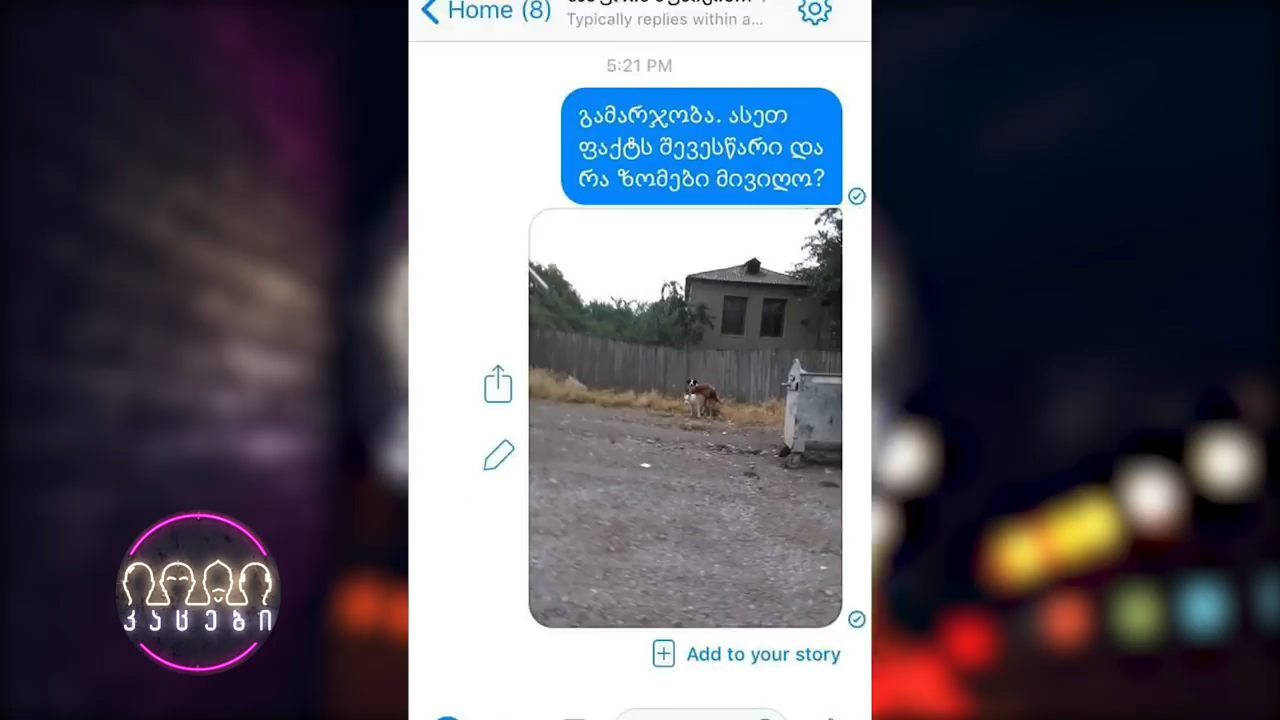 Home (8)
Typically replies within a...
5:21 PM
გამარჯობა. ასეთ
ფაქტს შევესწარი და
რა ზომები მივიღო?
Add to your story
კაცები